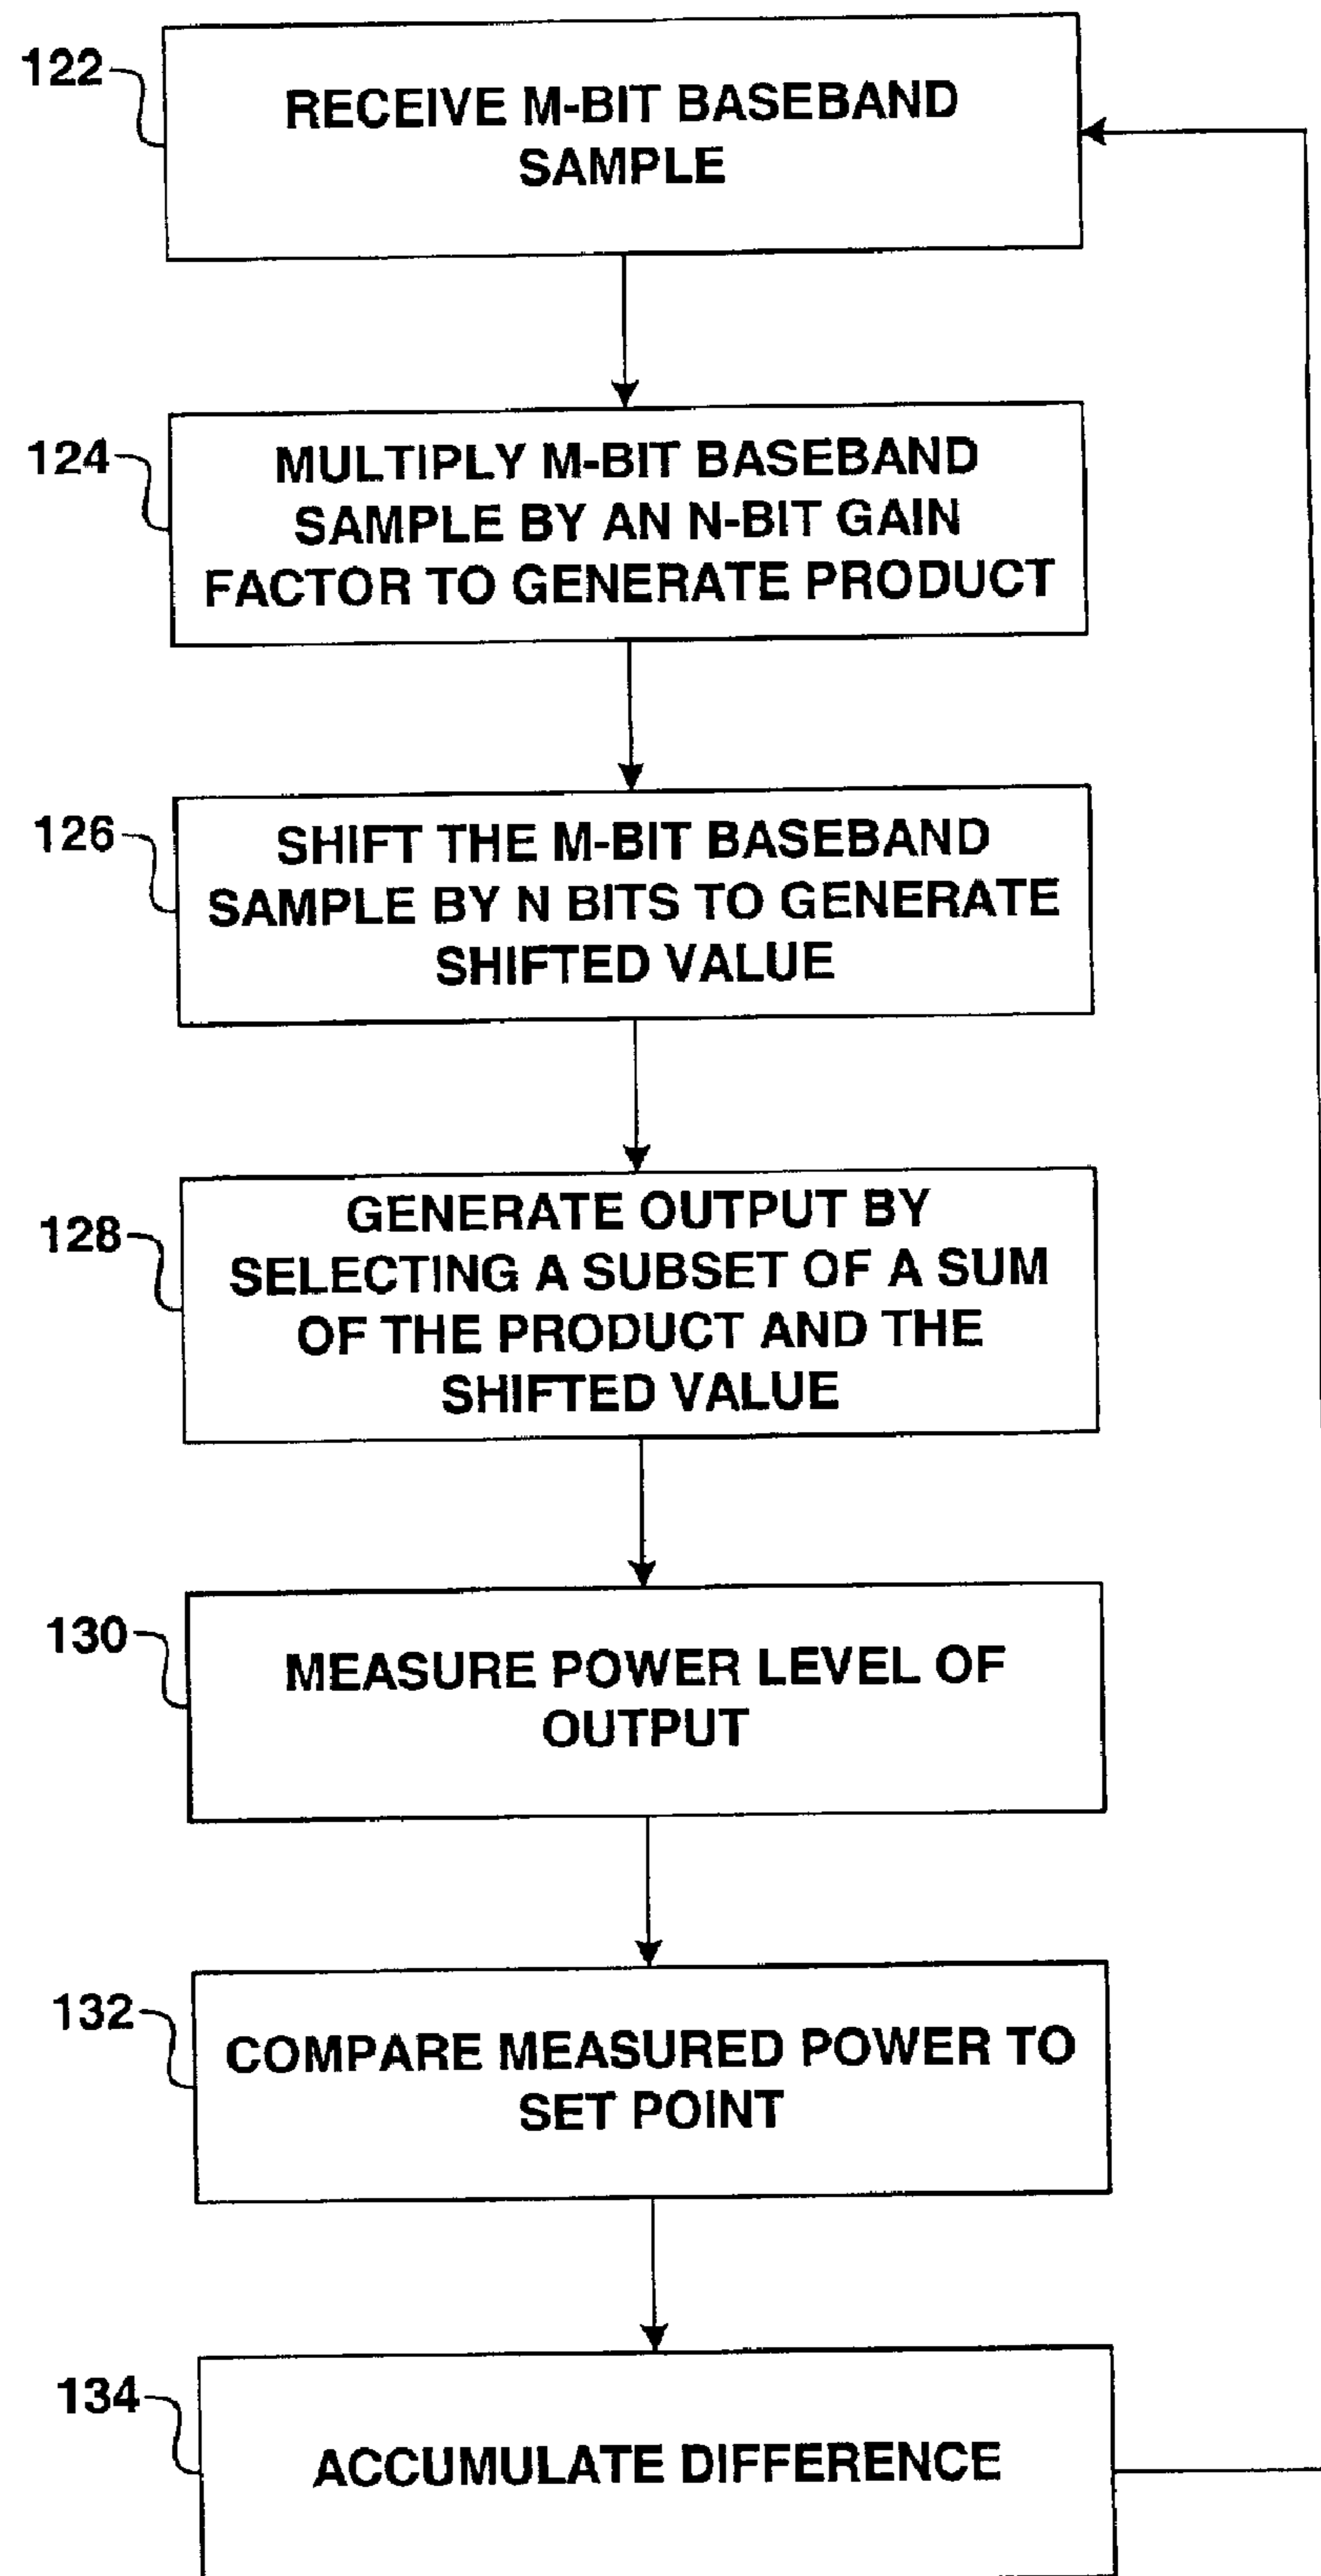 122
RECEIVE M-BIT BASEBAND
SAMPLE
124
MULTIPLY M-BIT BASEBAND
SAMPLE BY AN N-BIT GAIN
FACTOR TO GENERATE PRODUCT
126
SHIFT THE M-BIT BASEBAND
SAMPLE BY N BITS TO GENERATE
SHIFTED VALUE
128
GENERATE OUTPUT BY
SELECTING A SUBSET OF A SUM
OF THE PRODUCT AND THE
SHIFTED VALUE
130
MEASURE POWER LEVEL OF
OUTPUT
132
COMPARE MEASURED POWER TO
SET POINT
134
ACCUMULATE DIFFERENCE